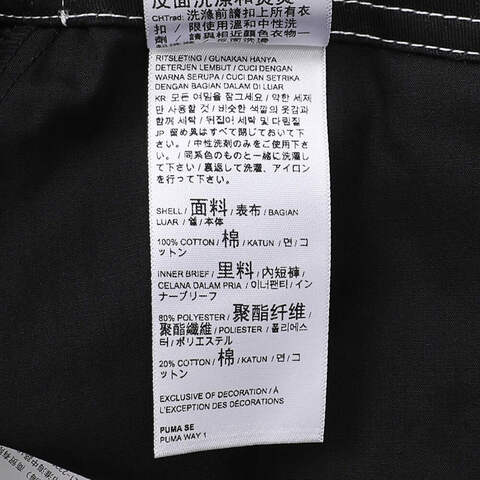 CHTrad: 洗滌前請扣上所有衣
扣 / 限使用溫和中性洗
劑 / 請與相近顏色衣物一
RITSLETING / GUNAKAN HANYA
DETERJEN LEMBUT / CUCI DENGAN
WARNA SERUPA / CUCI DAN SETRIKA
DENGAN BAGIAN DALAM DI LUAR
KR 모든 여밈을 잠그세요 / 약한 세제
만 사용할 것 / 비슷한 색깔의 옷감과
함께 세탁 / 뒤집어 세탁 및 다림질
JP 留め具はすべて閉じておいて下
さい。/ 中性洗剤のみをご使用下さ
い / 同系色のものと一緒に洗濯し
て下さい / 裏返して洗濯、アイロン
を行って下さい。
SHELL / 面料 / 表布 / BAGIAN
LUAR / 겉 / 本体
100% COTTON / 棉 / KATUN / 면 / コ
ットン
INNER BRIEF / 里料 / 內短褲 /
CELANA DALAM PRIA / 이너팬티 / イン
ナーブリーフ
80% POLYESTER / 聚酯纤维 /
聚酯纖維 / POLIESTER / 폴리에스
터 / ポリエステル
20% COTTON / 棉 / KATUN / 면 / コ
ットン
EXCLUSIVE OF DECORATION / À
L'EXCEPTION DES DÉCORATIONS
PUMA SE
PUMA WAY 1